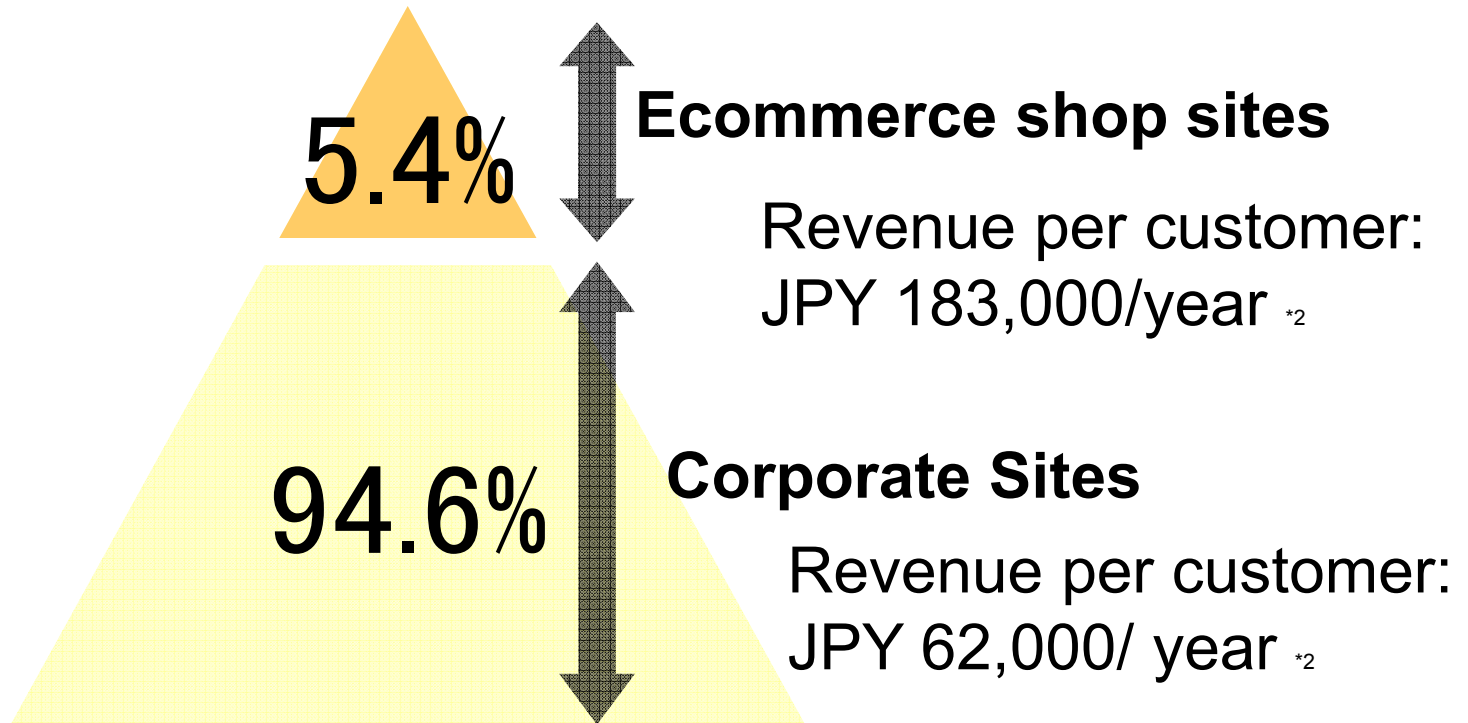 5.4%
Ecommerce shop sites
Revenue per customer:
JPY 183,000/year *2
94.6%
Corporate Sites
Revenue per customer:
JPY 62,000/ year *2